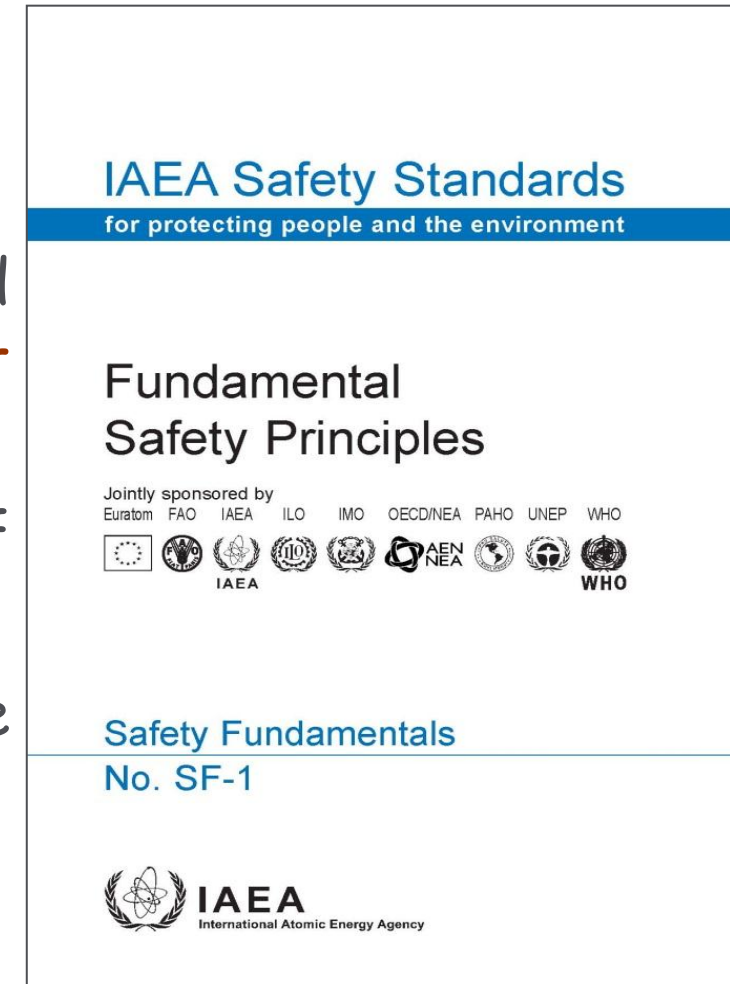 IAEA Safety Standards
for protecting people and the environment
Fundamental
Safety Principles
Jointly sponsored by
Euratom FAO IAEA ILO IMO OECD/NEA PAHO UNEP WHO
ILO
AEN
NEA
IAEA
WHO
Safety Fundamentals
No. SF-1
IAEA
International Atomic Energy Agency